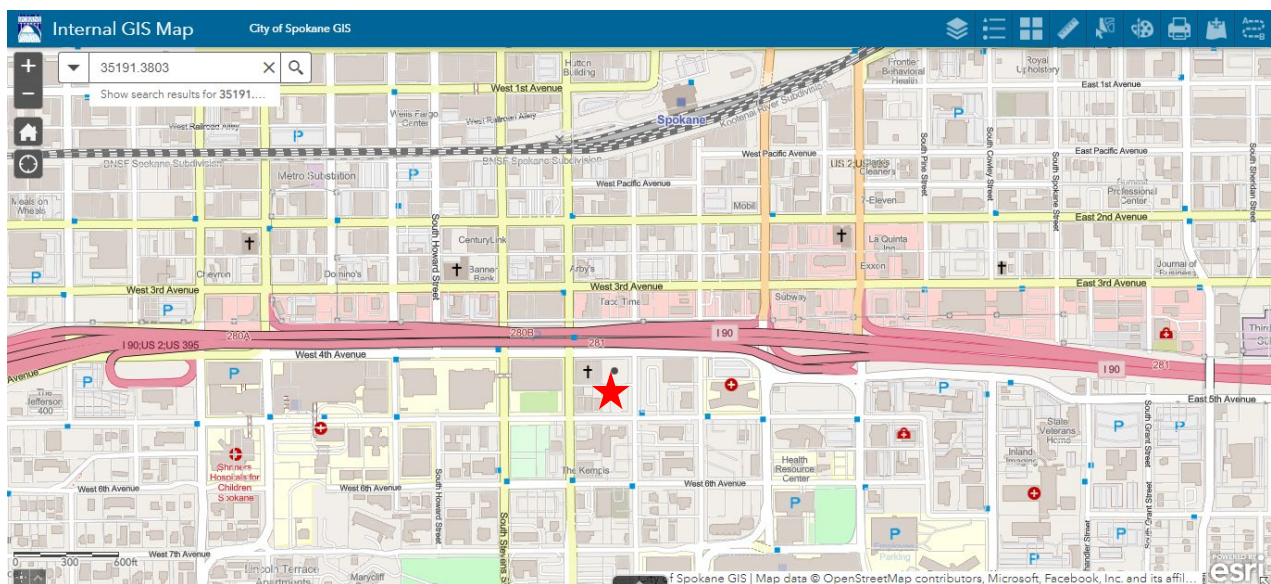 Internal GIS Map
City of Spokane GIS
35191.3803
Show search results for 35191....
Hutton
Building
Frontier
Behavioral
Health
Royal
Upholstery
West 1st Avenue
East 1st Avenue
Wells Fargo
Center
West Railroad Alley
West Railroad Alley
P
Spokane
Kootenai River Subdivision
P
BNSF Spokane Subdivision
BNSF Spokane Subdivision
West Pacific Avenue
East Pacific Avenue
Metro Substation
P
West Pacific Avenue
Cleaners
South Pine Street
South Cowley Street
South Spokane Street
South Sheridan Street
Summit
Professional
Center
Meals on
Wheels
Mobil
7-Eleven
East 2nd Avenue
South Howard Street
CenturyLink
La Quinta
Inn
Chevron
Domino's
Banner
Bank
Arby's
Exxon
Journal of
Business
P
West 3rd Avenue
West 3rd Avenue
East 3rd Avenue
P
Taco Time
Subway
280A
280B
281
I 90
I 90;US 2;US 395
West 4th Avenue
I 90
281
Avenue
The
Jefferson
400
P
P
P
East 5th Avenue
State
Veterans
Home
P
P
South Grant Street
Shriners
Hospitals for
Children
Spokane
The Kempis
Health
Resource
Center
Inland
Imaging
West 6th Avenue
West 6th Avenue
West 6th Avenue
South Howard Street
South Stevens
P
P
Parking
South Grant Street
P
West 7th Avenue
0 300 600ft
Lincoln Terrace
Apartments
Marycliff
City of Spokane GIS | Map data © OpenStreetMap contributors, Microsoft, Facebook, Inc. and its affil...
POWERED BY
esri